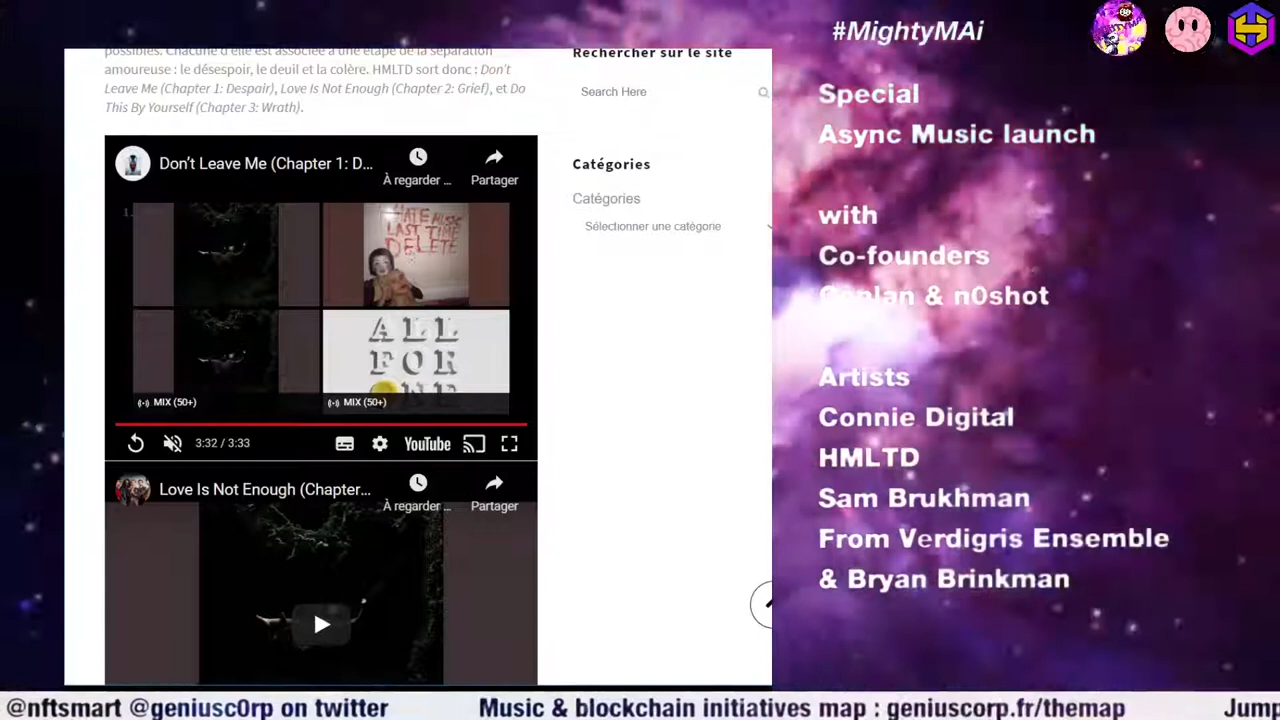 #MightyMAi
possibles. Chacune d'elle est associée à une étape de la séparation
amoureuse : le désespoir, le deuil et la colère. HMLTD sort donc : Don't
Leave Me (Chapter 1: Despair), Love Is Not Enough (Chapter 2: Grief), et Do
This By Yourself (Chapter 3: Wrath).
Rechercher sur le site
Search Here
Catégories
Catégories
Sélectionner une catégorie
Don't Leave Me (Chapter 1: D...
À regarder ...
Partager
1.
HATE MUSIC
LAST TIME
DELETE
ALL
FOR
MIX (50+)
MIX (50+)
3:32 / 3:33
YouTube
Love Is Not Enough (Chapter...
À regarder ...
Partager
Special
Async Music launch
with
Co-founders
& n0shot
Artists
Connie Digital
HMLTD
Sam Brukhman
From Verdigris Ensemble
& Bryan Brinkman
@nftsmart @geniusc0rp on twitter
Music & blockchain initiatives map : geniuscorp.fr/themap
Jump